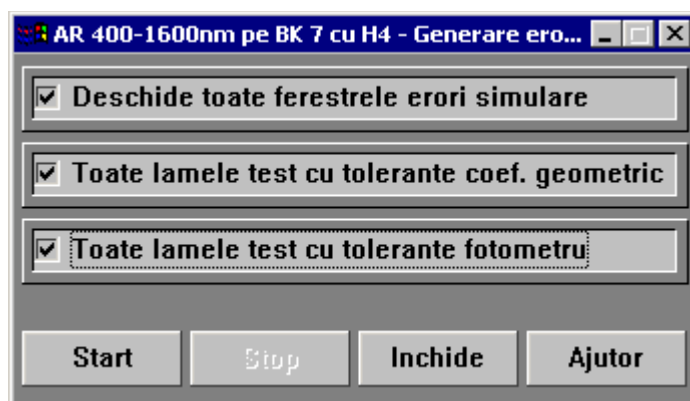 AR 400-1600nm pe BK 7 cu H4 - Generare ero...
Deschide toate ferestrele erori simulare
Toate lamele test cu tolerante coef. geometric
Toate lamele test cu tolerante fotometru
Start Stop Inchide Ajutor